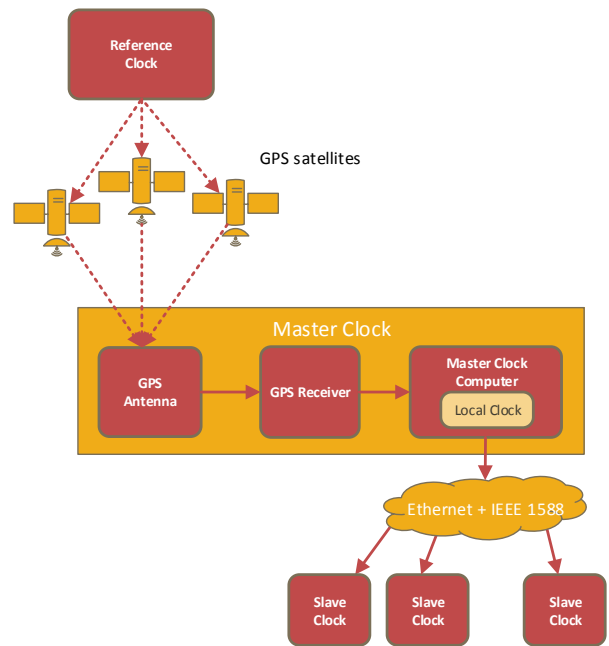 Reference
Clock
GPS satellites
Master Clock
GPS
Antenna
GPS Receiver
Master Clock
Computer
Local Clock
Ethernet + IEEE 1588
Slave
Clock
Slave
Clock
Slave
Clock